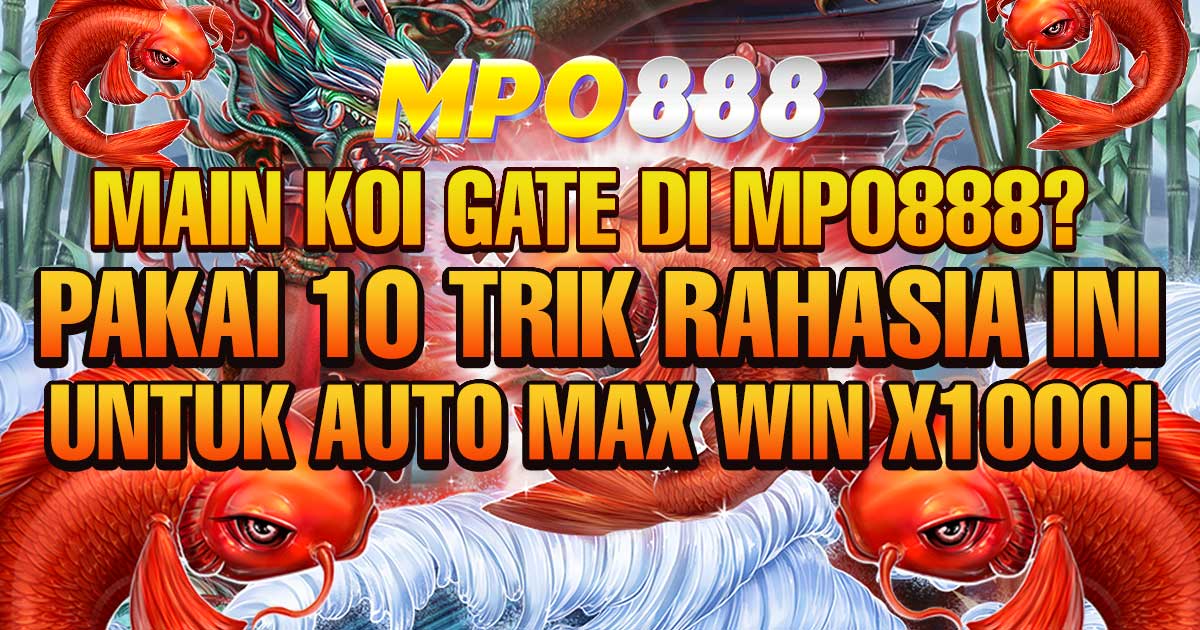 MPO888
MAIN KOI GATE DI MPO888?
PAKAI 10 TRIK RAHASIA INI
UNTUK AUTO MAX WIN X1000!